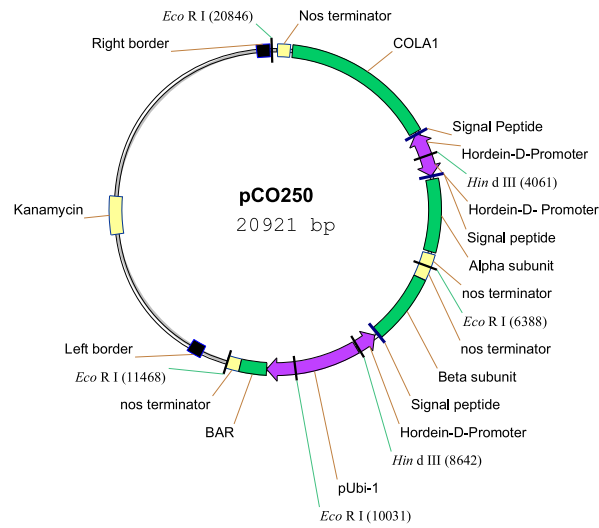 Eco R I (20846)
Nos terminator
Right border
COLA1
Signal Peptide
Hordein-D-Promoter
Hin d III (4061)
Hordein-D- Promoter
Signal peptide
Alpha subunit
nos terminator
Eco R I (6388)
nos terminator
Beta subunit
Signal peptide
Hordein-D-Promoter
Hin d III (8642)
pUbi-1
Eco R I (10031)
BAR
nos terminator
Eco R I (11468)
Left border
Kanamycin
pCO250
20921 bp